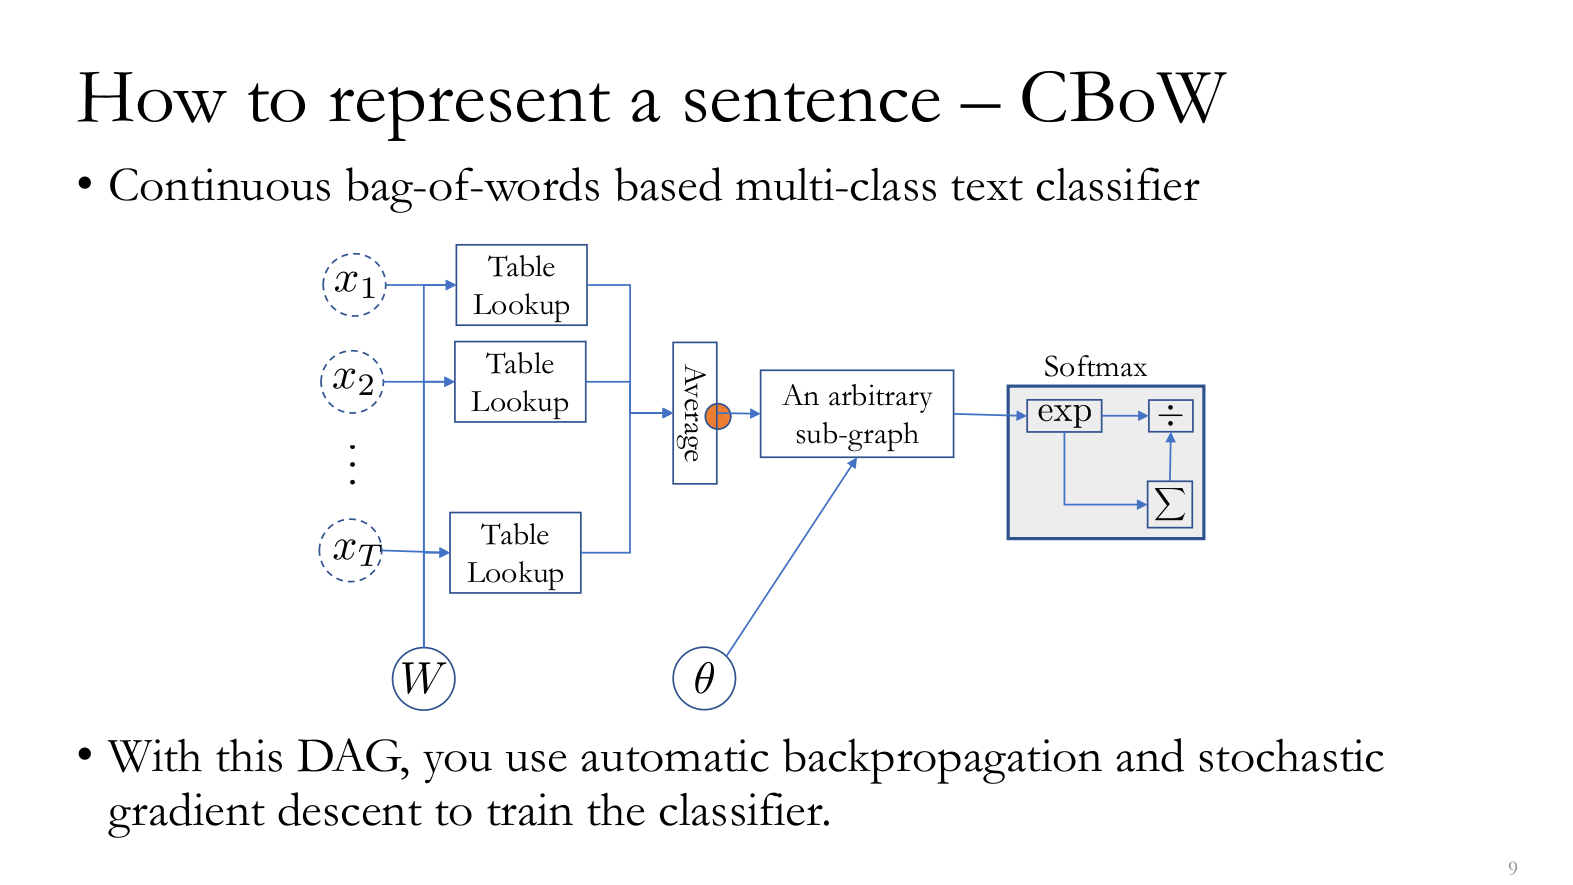 How to represent a sentence – CBoW
• Continuous bag-of-words based multi-class text classifier
x₁
Table
Lookup
x₂
Table
Lookup
⋮
x_T
Table
Lookup
W
Average
θ
An arbitrary
sub-graph
Softmax
exp
÷
∑
• With this DAG, you use automatic backpropagation and stochastic
gradient descent to train the classifier.
9